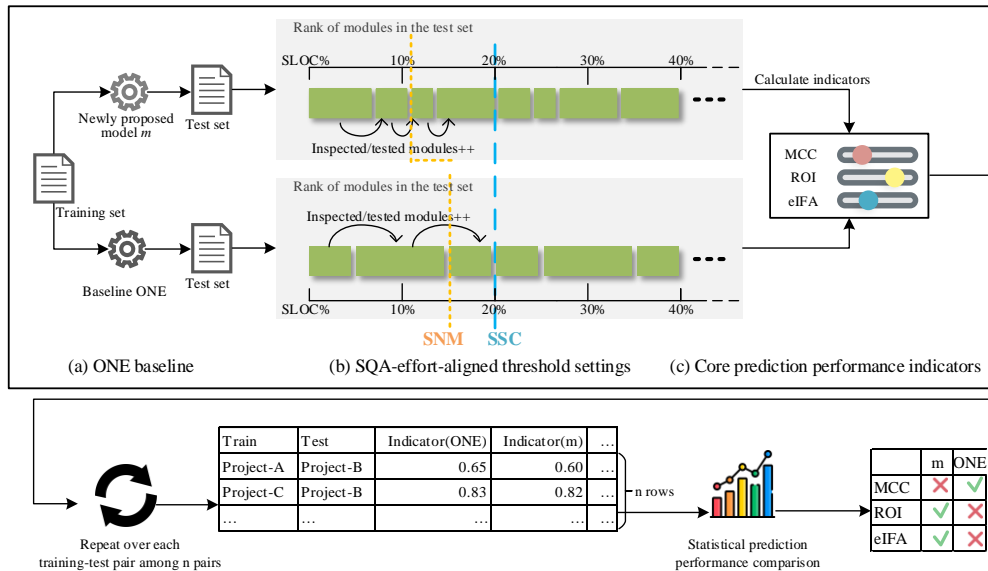 Rank of modules in the test set
SLOC% 10% 20% 30% 40%
Newly proposed
model m
Test set
Inspected/tested modules++
Calculate indicators
MCC
ROI
eIFA
Training set
Rank of modules in the test set
Inspected/tested modules++
Baseline ONE
Test set
SLOC% 10% 20% 30% 40%
SNM SSC
(a) ONE baseline
(b) SQA-effort-aligned threshold settings
(c) Core prediction performance indicators
Train Test Indicator(ONE) Indicator(m) ...
Project-A Project-B 0.65 0.60 ...
Project-C Project-B 0.83 0.82 ...
... ... ... ... ...
n rows
Repeat over each
training-test pair among n pairs
Statistical prediction
performance comparison
m ONE
MCC
ROI
eIFA